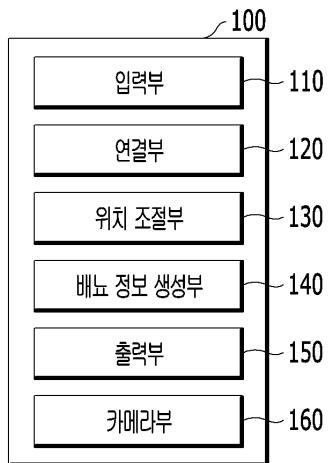 100
입력부 110
연결부 120
위치 조절부 130
배뇨 정보 생성부 140
출력부 150
카메라부 160